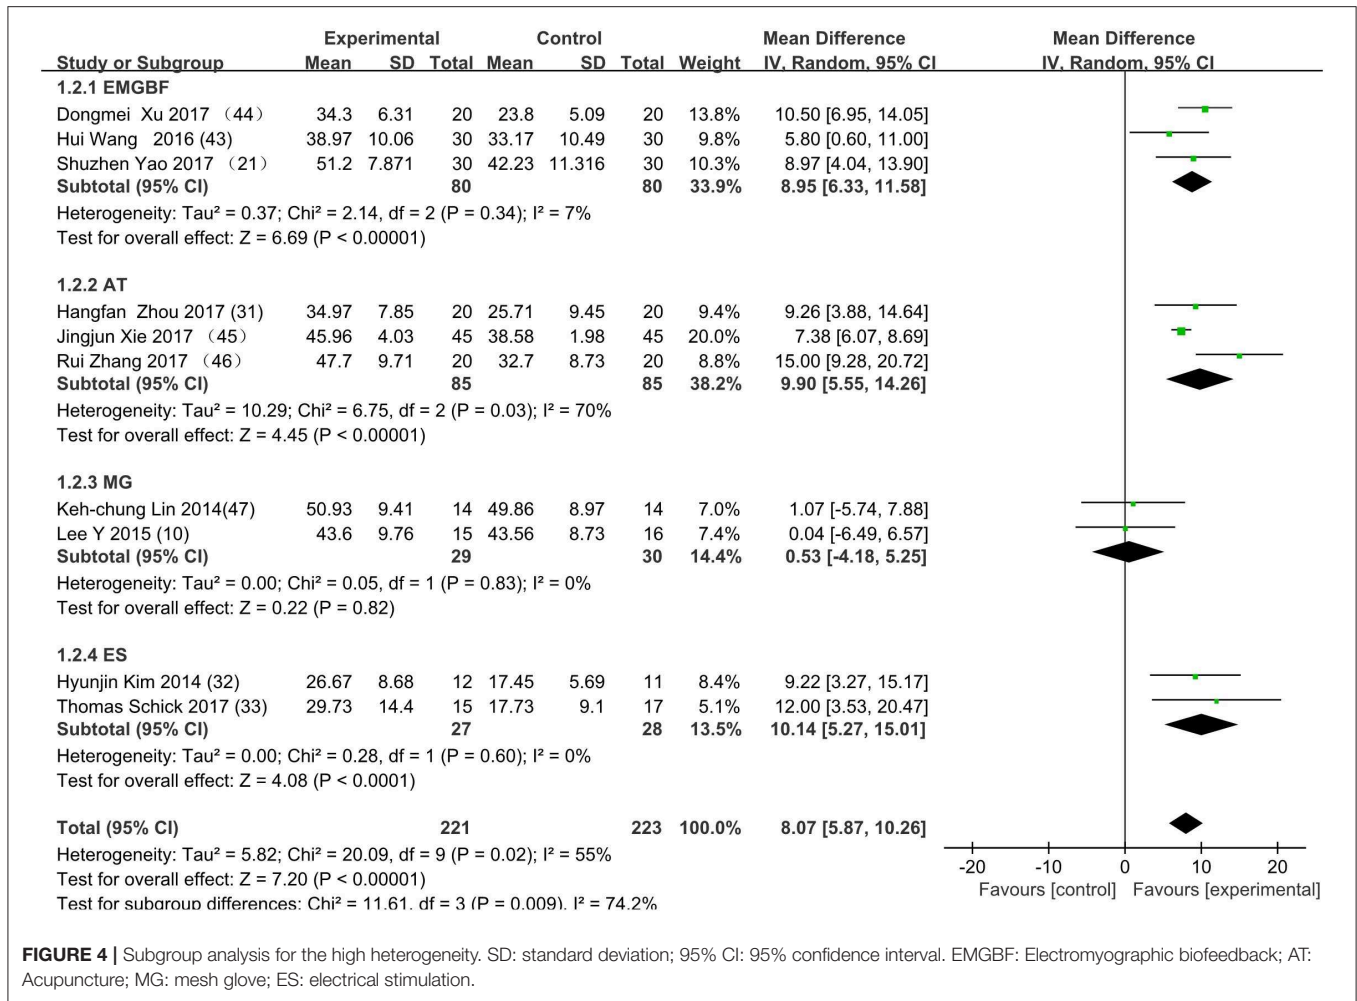 Experimental Control Mean Difference Mean Difference
Study or Subgroup Mean SD Total Mean SD Total Weight IV, Random, 95% CI IV, Random, 95% CI
1.2.1 EMGBF
Dongmei Xu 2017 （44） 34.3 6.31 20 23.8 5.09 20 13.8% 10.50 [6.95, 14.05]
Hui Wang 2016 (43) 38.97 10.06 30 33.17 10.49 30 9.8% 5.80 [0.60, 11.00]
Shuzhen Yao 2017 （21） 51.2 7.871 30 42.23 11.316 30 10.3% 8.97 [4.04, 13.90]
Subtotal (95% CI) 80 80 33.9% 8.95 [6.33, 11.58]
Heterogeneity: Tau² = 0.37; Chi² = 2.14, df = 2 (P = 0.34); I² = 7%
Test for overall effect: Z = 6.69 (P < 0.00001)
1.2.2 AT
Hangfan Zhou 2017 (31) 34.97 7.85 20 25.71 9.45 20 9.4% 9.26 [3.88, 14.64]
Jingjun Xie 2017 （45） 45.96 4.03 45 38.58 1.98 45 20.0% 7.38 [6.07, 8.69]
Rui Zhang 2017 （46） 47.7 9.71 20 32.7 8.73 20 8.8% 15.00 [9.28, 20.72]
Subtotal (95% CI) 85 85 38.2% 9.90 [5.55, 14.26]
Heterogeneity: Tau² = 10.29; Chi² = 6.75, df = 2 (P = 0.03); I² = 70%
Test for overall effect: Z = 4.45 (P < 0.00001)
1.2.3 MG
Keh-chung Lin 2014(47) 50.93 9.41 14 49.86 8.97 14 7.0% 1.07 [-5.74, 7.88]
Lee Y 2015 (10) 43.6 9.76 15 43.56 8.73 16 7.4% 0.04 [-6.49, 6.57]
Subtotal (95% CI) 29 30 14.4% 0.53 [-4.18, 5.25]
Heterogeneity: Tau² = 0.00; Chi² = 0.05, df = 1 (P = 0.83); I² = 0%
Test for overall effect: Z = 0.22 (P = 0.82)
1.2.4 ES
Hyunjin Kim 2014 (32) 26.67 8.68 12 17.45 5.69 11 8.4% 9.22 [3.27, 15.17]
Thomas Schick 2017 (33) 29.73 14.4 15 17.73 9.1 17 5.1% 12.00 [3.53, 20.47]
Subtotal (95% CI) 27 28 13.5% 10.14 [5.27, 15.01]
Heterogeneity: Tau² = 0.00; Chi² = 0.28, df = 1 (P = 0.60); I² = 0%
Test for overall effect: Z = 4.08 (P < 0.0001)
Total (95% CI) 221 223 100.0% 8.07 [5.87, 10.26]
Heterogeneity: Tau² = 5.82; Chi² = 20.09, df = 9 (P = 0.02); I² = 55%
Test for overall effect: Z = 7.20 (P < 0.00001)
Test for subgroup differences: Chi² = 11.61, df = 3 (P = 0.009), I² = 74.2%
-20 -10 0 10 20
Favours [control] Favours [experimental]
FIGURE 4 | Subgroup analysis for the high heterogeneity. SD: standard deviation; 95% CI: 95% confidence interval. EMGBF: Electromyographic biofeedback; AT:
Acupuncture; MG: mesh glove; ES: electrical stimulation.